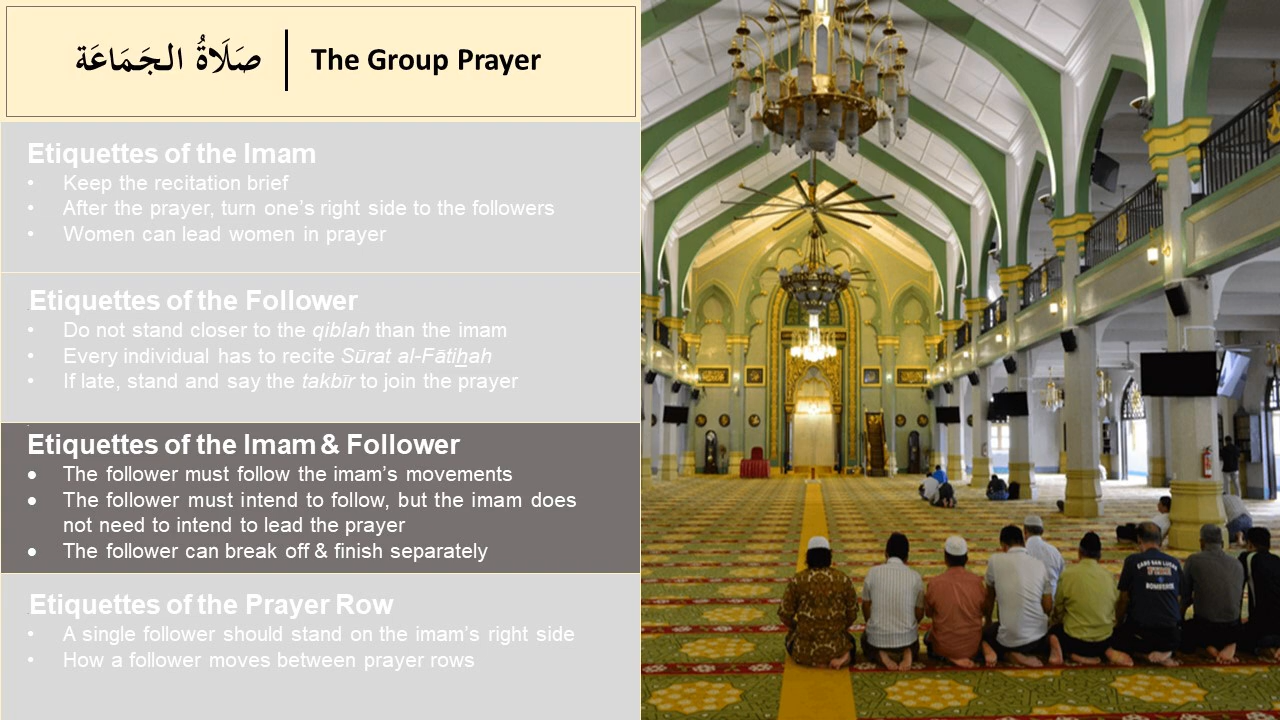 صَلَاةُ الجَمَاعَة | The Group Prayer
Etiquettes of the Imam
• Keep the recitation brief
• After the prayer, turn one’s right side to the followers
• Women can lead women in prayer
Etiquettes of the Follower
• Do not stand closer to the qiblah than the imam
• Every individual has to recite Sūrat al-Fātiḥah
• If late, stand and say the takbīr to join the prayer
Etiquettes of the Imam & Follower
• The follower must follow the imam’s movements
• The follower must intend to follow, but the imam does
not need to intend to lead the prayer
• The follower can break off & finish separately
Etiquettes of the Prayer Row
• A single follower should stand on the imam’s right side
• How a follower moves between prayer rows
CABO SAN LUCAS
BOMBEROS